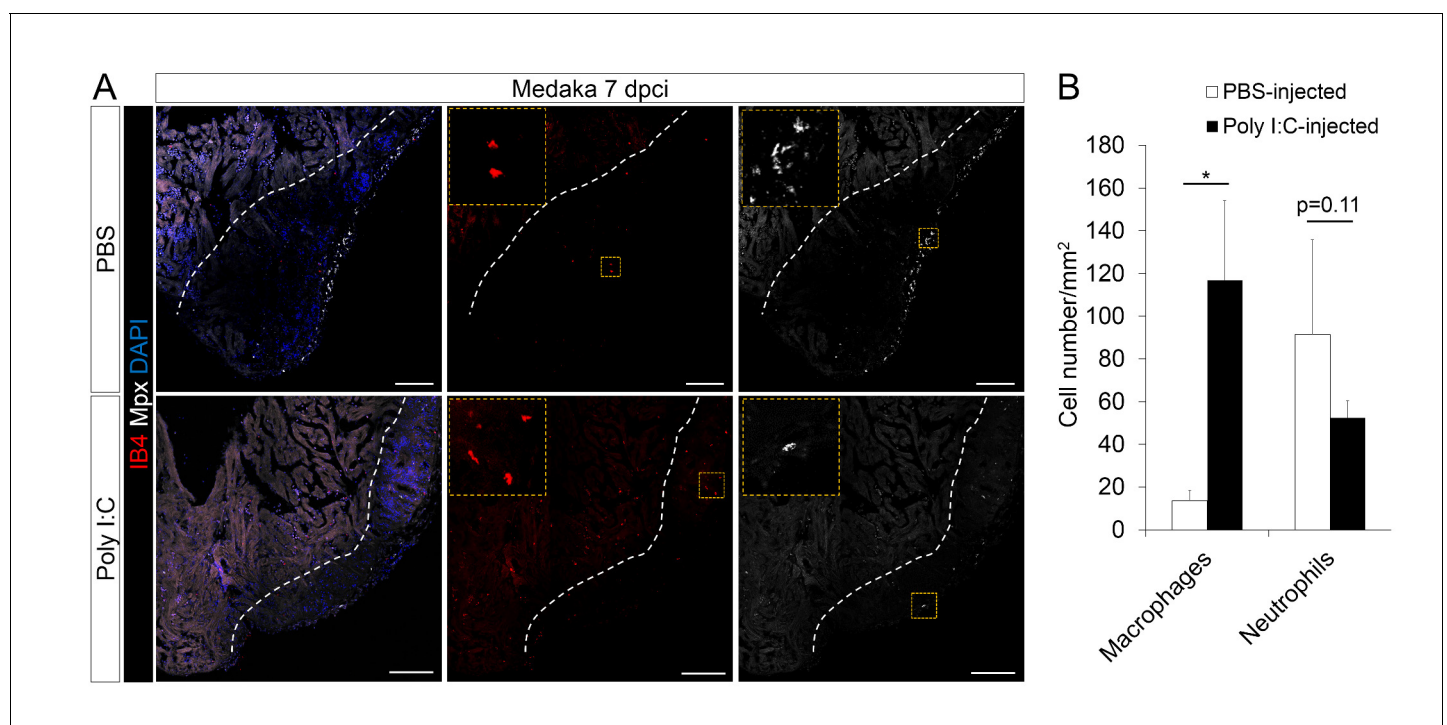 A
Medaka 7 dpci
PBS
Poly I:C
IB4 Mpx DAPI
B
PBS-injected
Poly I:C-injected
180
160
140
120
100
80
60
40
20
0
Cell number/mm²
*
p=0.11
Macrophages
Neutrophils